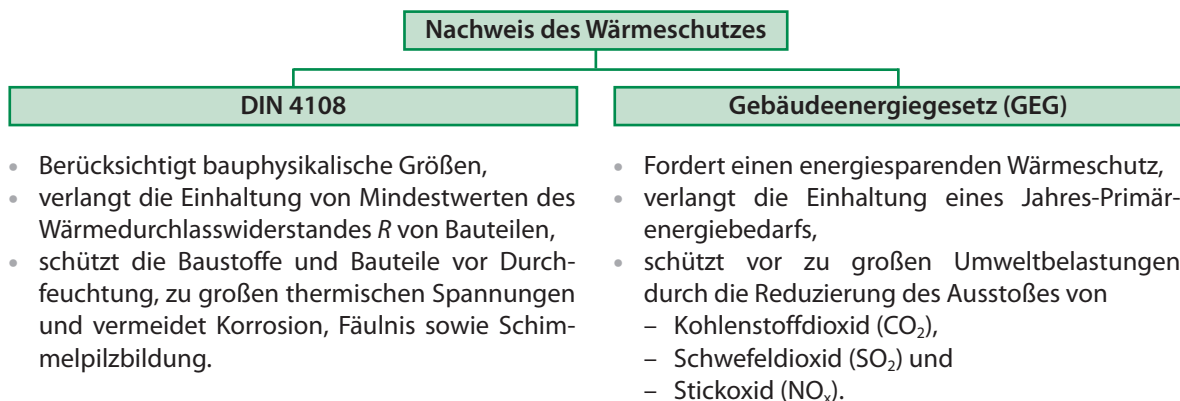 Nachweis des Wärmeschutzes
DIN 4108
• Berücksichtigt bauphysikalische Größen,
• verlangt die Einhaltung von Mindestwerten des
Wärmedurchlasswiderstandes R von Bauteilen,
• schützt die Baustoffe und Bauteile vor Durch-
feuchtung, zu großen thermischen Spannungen
und vermeidet Korrosion, Fäulnis sowie Schim-
melpilzbildung.
Gebäudeenergiegesetz (GEG)
• Fordert einen energiesparenden Wärmeschutz,
• verlangt die Einhaltung eines Jahres-Primär-
energiebedarfs,
• schützt vor zu großen Umweltbelastungen
durch die Reduzierung des Ausstoßes von
– Kohlenstoffdioxid (CO₂),
– Schwefeldioxid (SO₂) und
– Stickoxid (NOₓ).